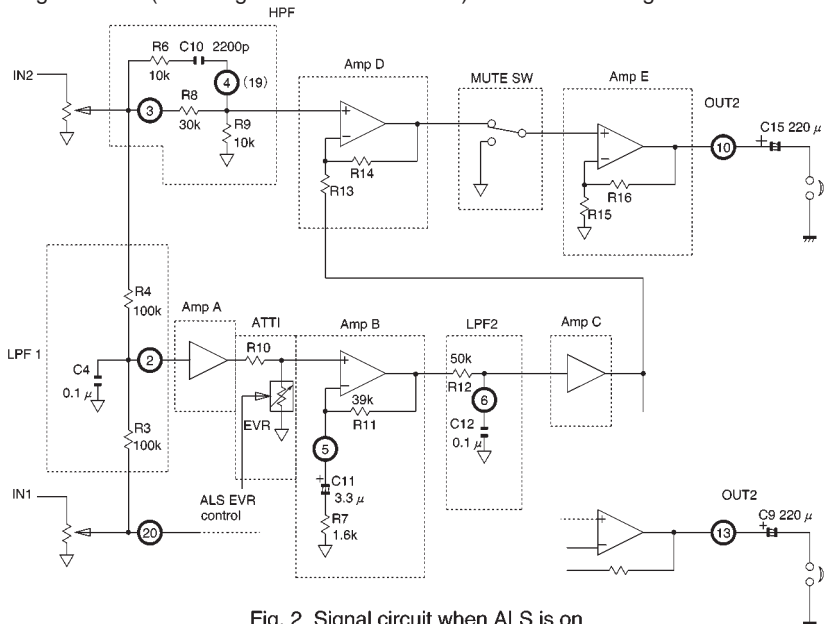 HPF
R6 C10 2200p
10k
4 (19)
IN2
3
R8
30k
R9
10k
Amp D
+
−
R14
R13
MUTE SW
Amp E
+
−
R16
R15
OUT2
10
C15 220 μ
+
LPF 1
R4
100k
C4
0.1 μ
2
R3
100k
IN1
20
Amp A
ATTI
R10
EVR
ALS EVR
control
Amp B
+
−
39k
R11
5
+
C11
3.3 μ
R7
1.6k
LPF2
50k
R12
6
C12
0.1 μ
Amp C
+
−
OUT2
13
C9 220 μ
+
Fig. 2 Signal circuit when ALS is on